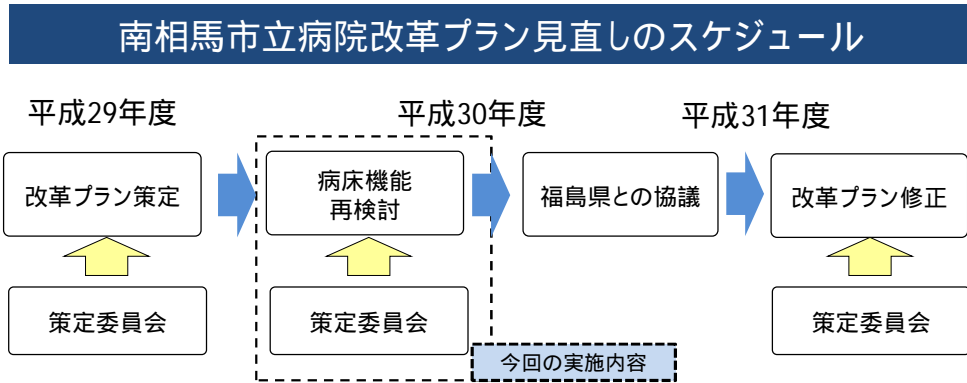 南相馬市立病院改革プラン見直しのスケジュール
平成29年度
平成30年度
平成31年度
改革プラン策定
病床機能
再検討
福島県との協議
改革プラン修正
策定委員会
策定委員会
策定委員会
今回の実施内容